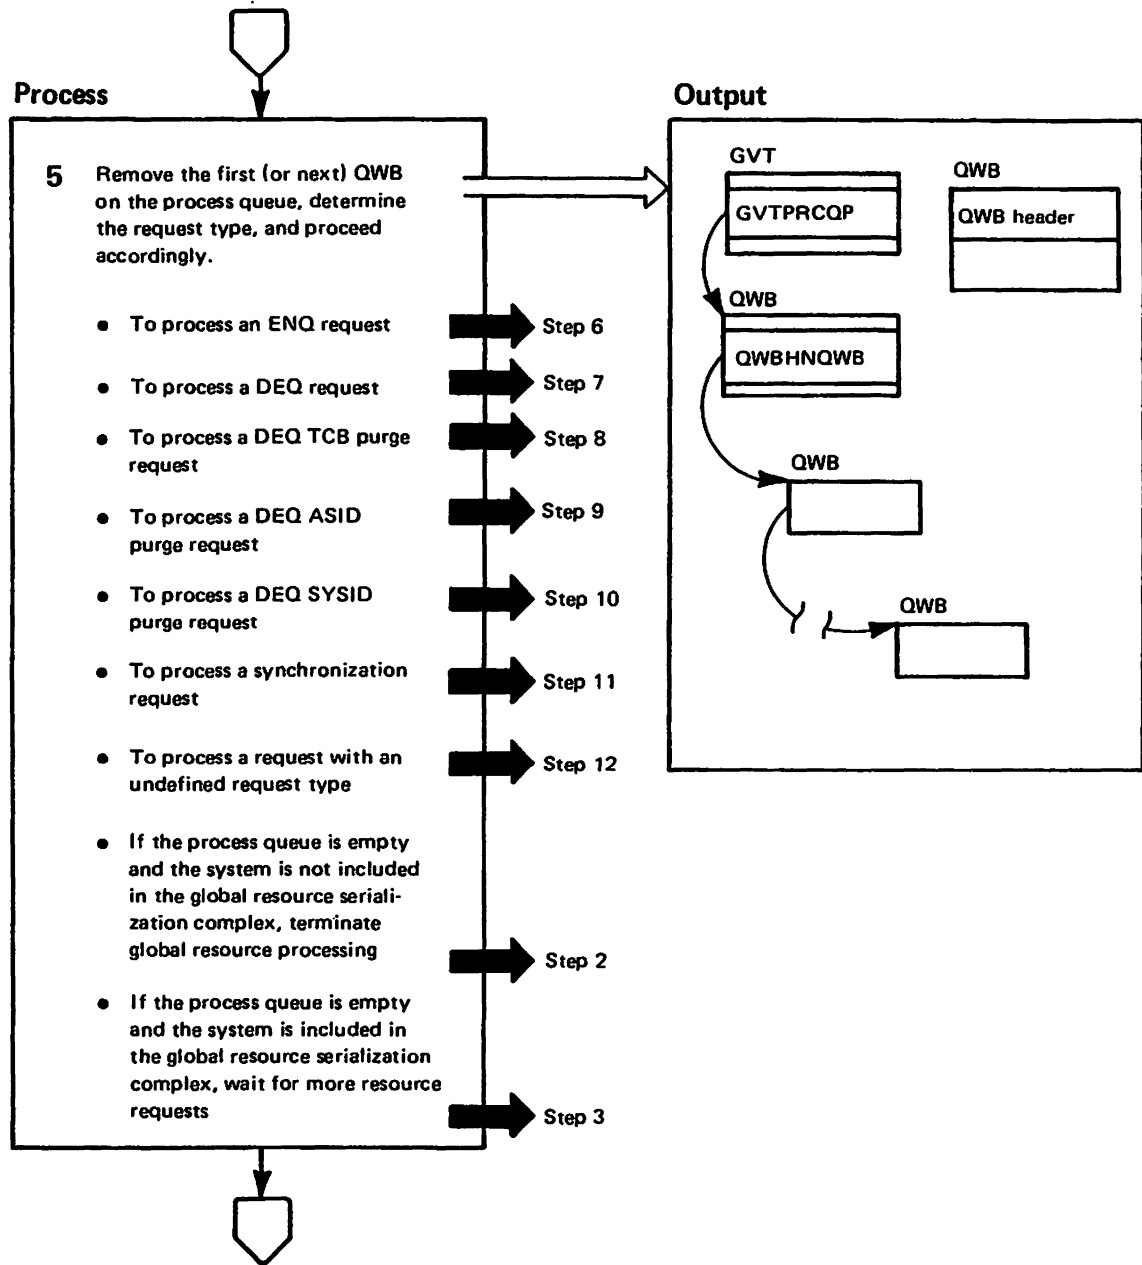 Process
5 Remove the first (or next) QWB
on the process queue, determine
the request type, and proceed
accordingly.
• To process an ENQ request
Step 6
• To process a DEQ request
Step 7
• To process a DEQ TCB purge
request
Step 8
• To process a DEQ ASID
purge request
Step 9
• To process a DEQ SYSID
purge request
Step 10
• To process a synchronization
request
Step 11
• To process a request with an
undefined request type
Step 12
• If the process queue is empty
and the system is not included
in the global resource seriali-
zation complex, terminate
global resource processing
Step 2
• If the process queue is empty
and the system is included in
the global resource serialization
complex, wait for more resource
requests
Step 3
Output
GVT
GVTPRCQP
QWB
QWB header
QWB
QWBHNQWB
QWB
QWB